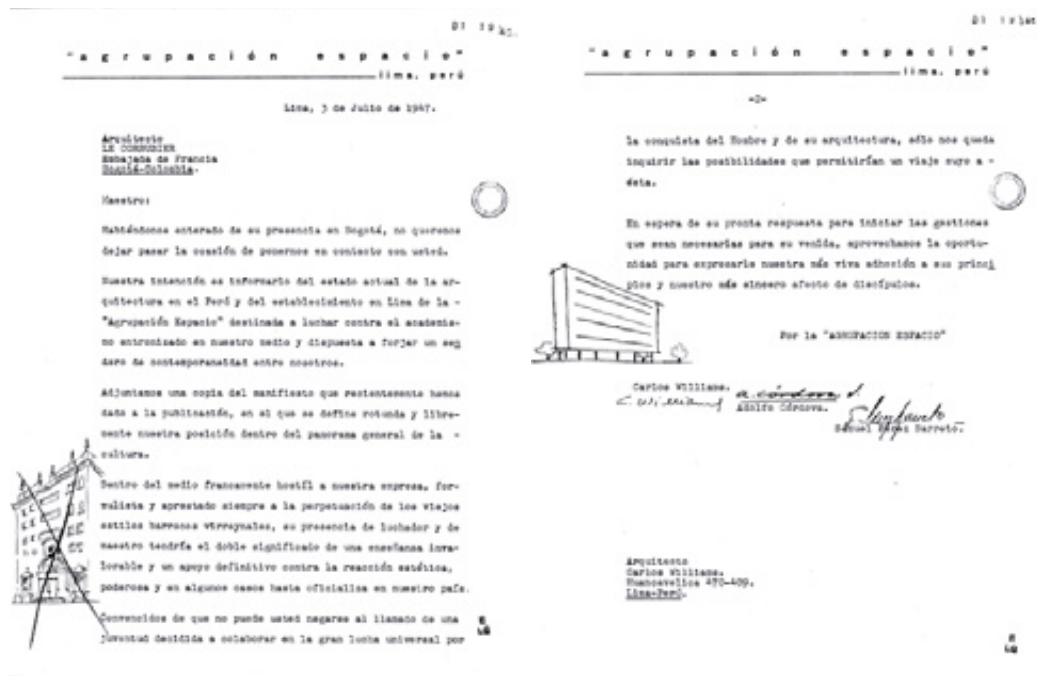 D1 19
"agrupación espacio"
lima, perú
Lima, 3 de Julio de 1947.
Arquitecto
LE CORBUSIER
Embajada de Francia
Bogotá-Colombia.
Maestro:
Habiéndonos enterado de su presencia en Bogotá, no queremos
dejar pasar la ocasión de ponernos en contacto con usted.
Nuestra intención es informarle del estado actual de la ar-
quitectura en el Perú y del establecimiento en Lima de la -
"Agrupación Espacio" destinada a luchar contra el academis-
mo entronizado en nuestro medio y dispuesta a forjar un
dero de contemporaneidad entre nosotros.
Adjuntamos una copia del manifiesto que recientemente hemos
dado a la publicación, en el que se define rotunda y libre-
mente nuestra posición dentro del panorama general de la -
cultura.
Dentro del medio francamente hostil a nuestra empresa, for-
mulista y aprestado siempre a la perpetuación de los viejos
estilos barrocos virreynales, su presencia de luchador y de
maestro tendría el doble significado de una enseñanza inva-
lorable y un apoyo definitivo contra la reacción estética,
poderosa y en algunos casos hasta oficialisa en nuestro país.
Convencidos de que no puede usted negarse al llamado de una
juventud decidida a colaborar en la gran lucha universal por
D1 19
"agrupación espacio"
lima, perú
-2-
la conquista del Hombre y de su arquitectura, sólo nos queda
inquirir las posibilidades que permitirían un viaje suyo a -
ésta.
En espera de su pronta respuesta para iniciar las gestiones
que sean necesarias para su venida, aprovechamos la oportu-
nidad para expresarle nuestra más viva adhesión a sus princi
pios y nuestro más sincero afecto de discípulos.
Por la "AGRUPACION ESPACIO"
Carlos Williams.
C. Williams
a. córdova v.
Adolfo Córdova.
Samuel Pérez Barreto.
Arquitecto
Carlos Williams.
Huancavelica 470-409.
Lima-Perú.